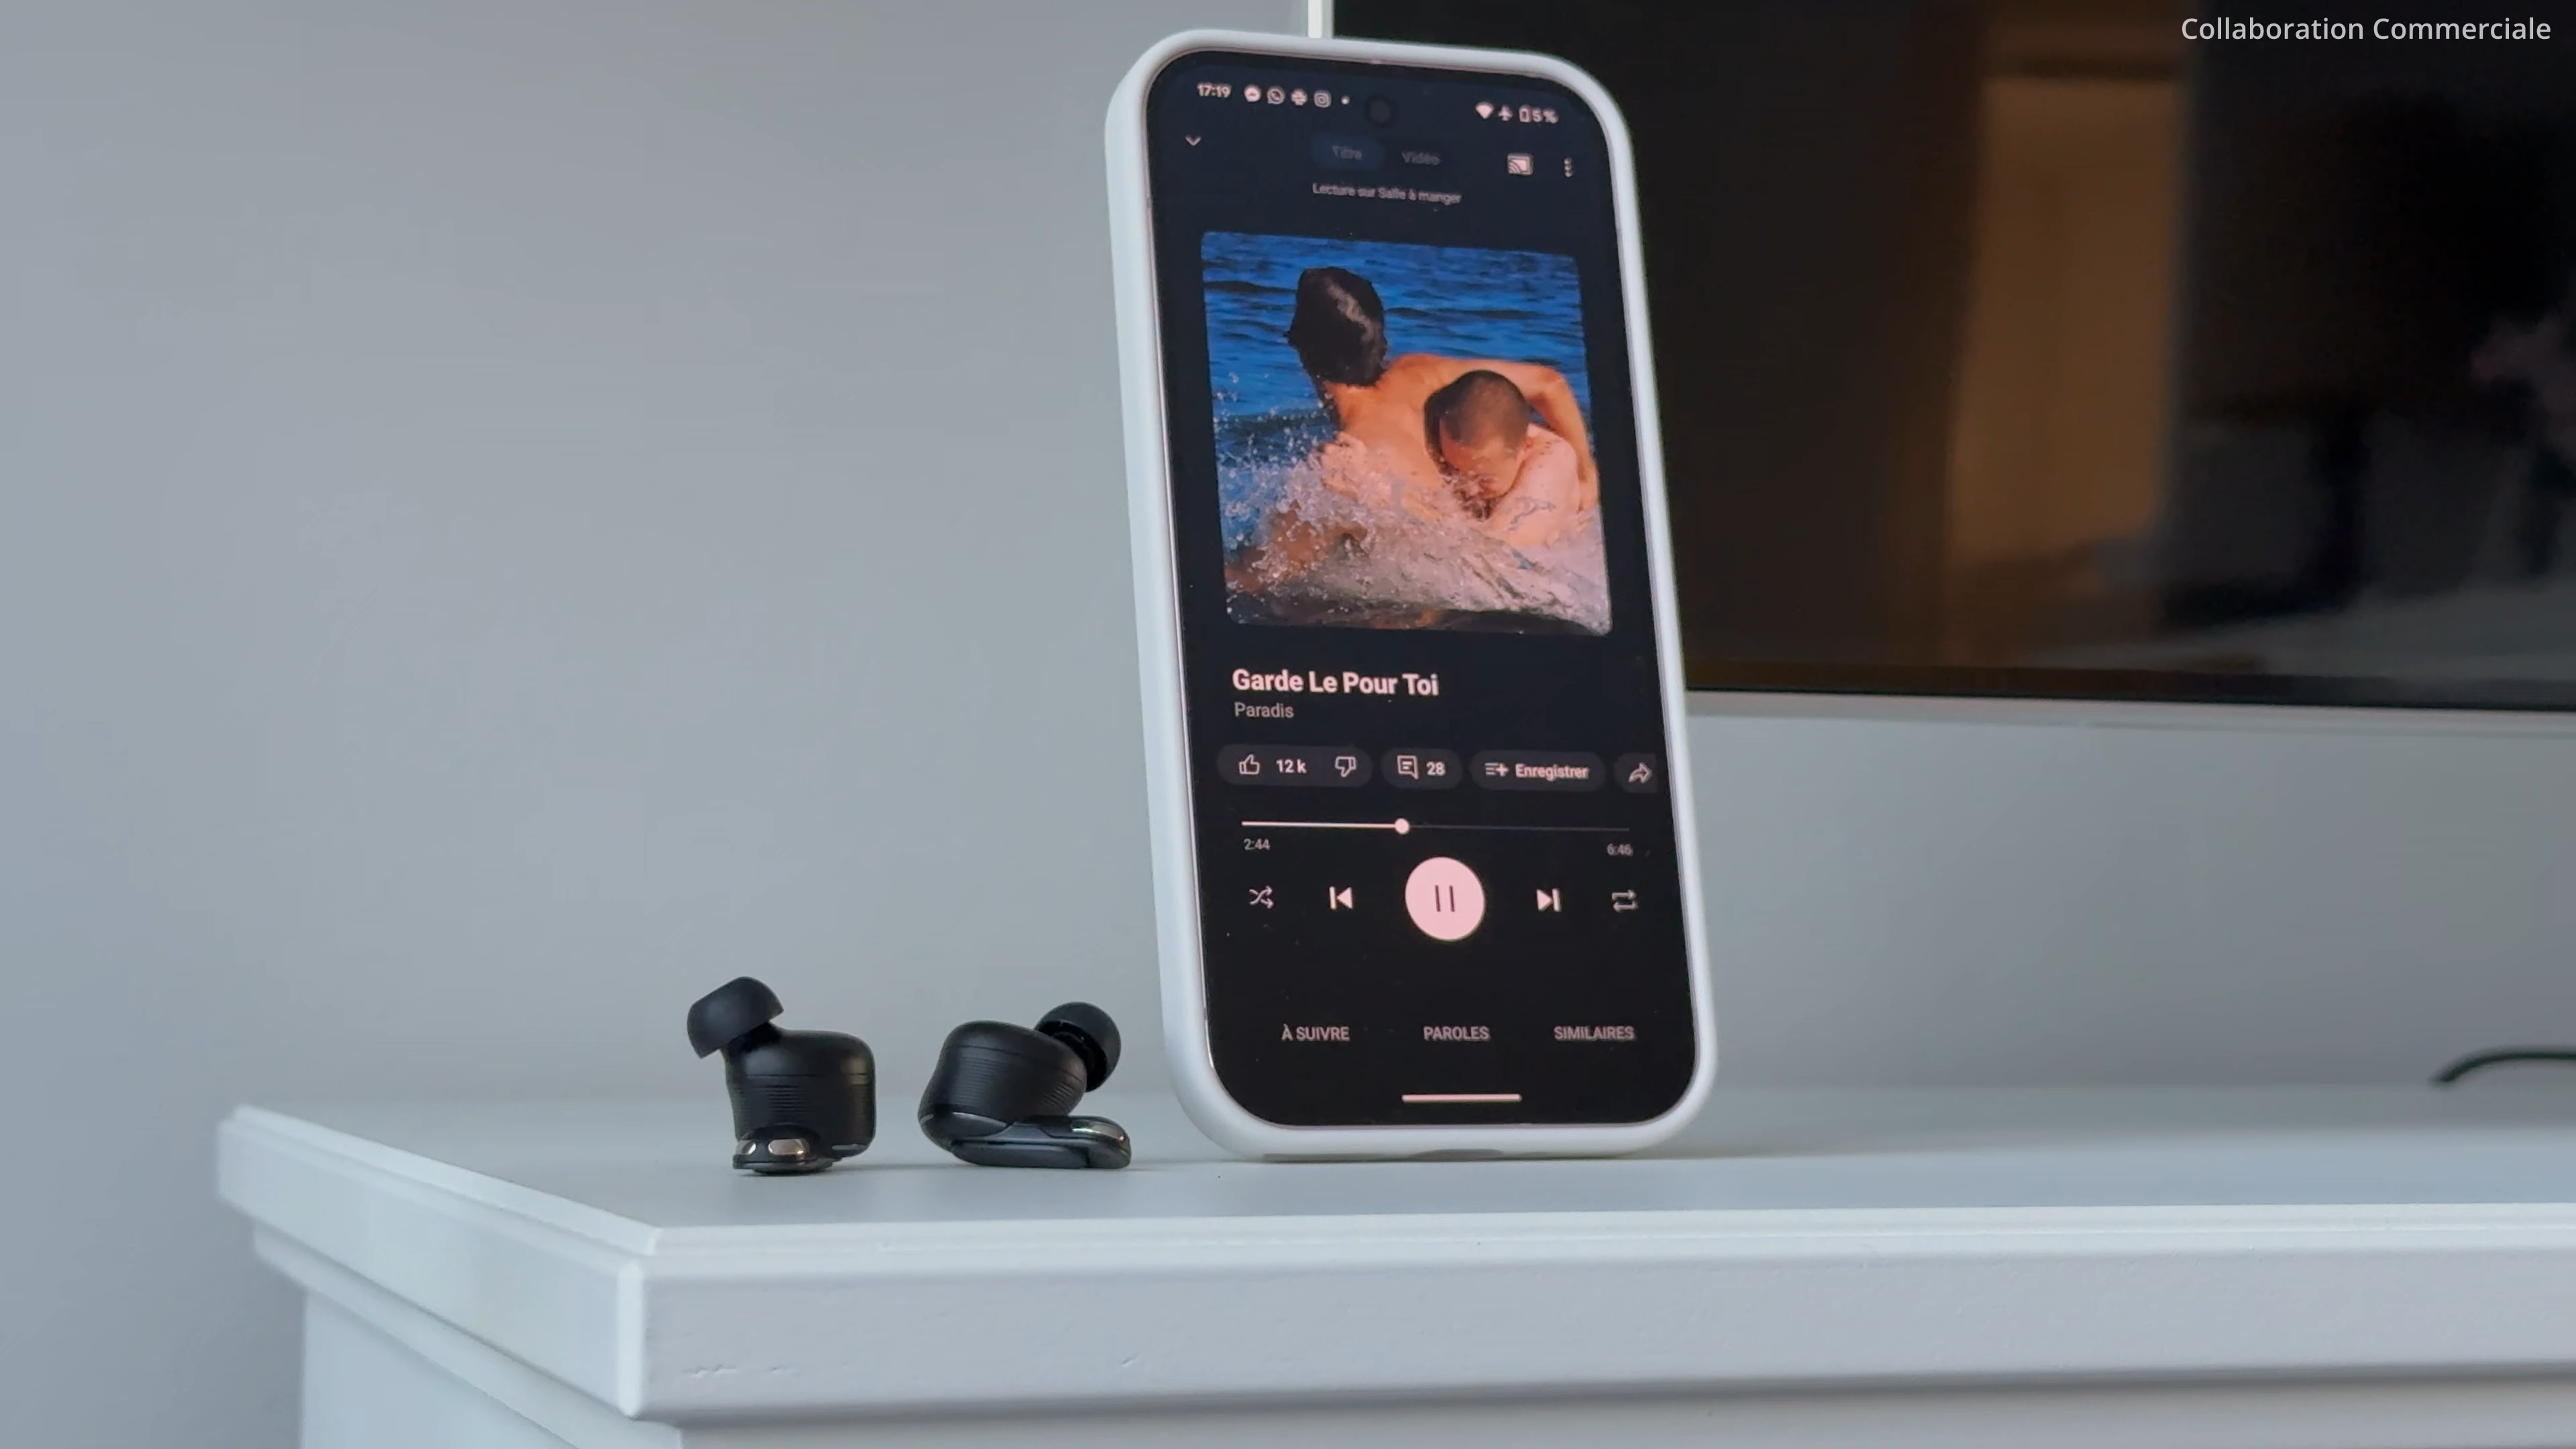 Collaboration Commerciale
17:19
5%
Titre Vidéo
Lecture sur Salle à manger
Garde Le Pour Toi
Paradis
12 k
28
Enregistrer
2:44
6:46
À SUIVRE
PAROLES
SIMILAIRES